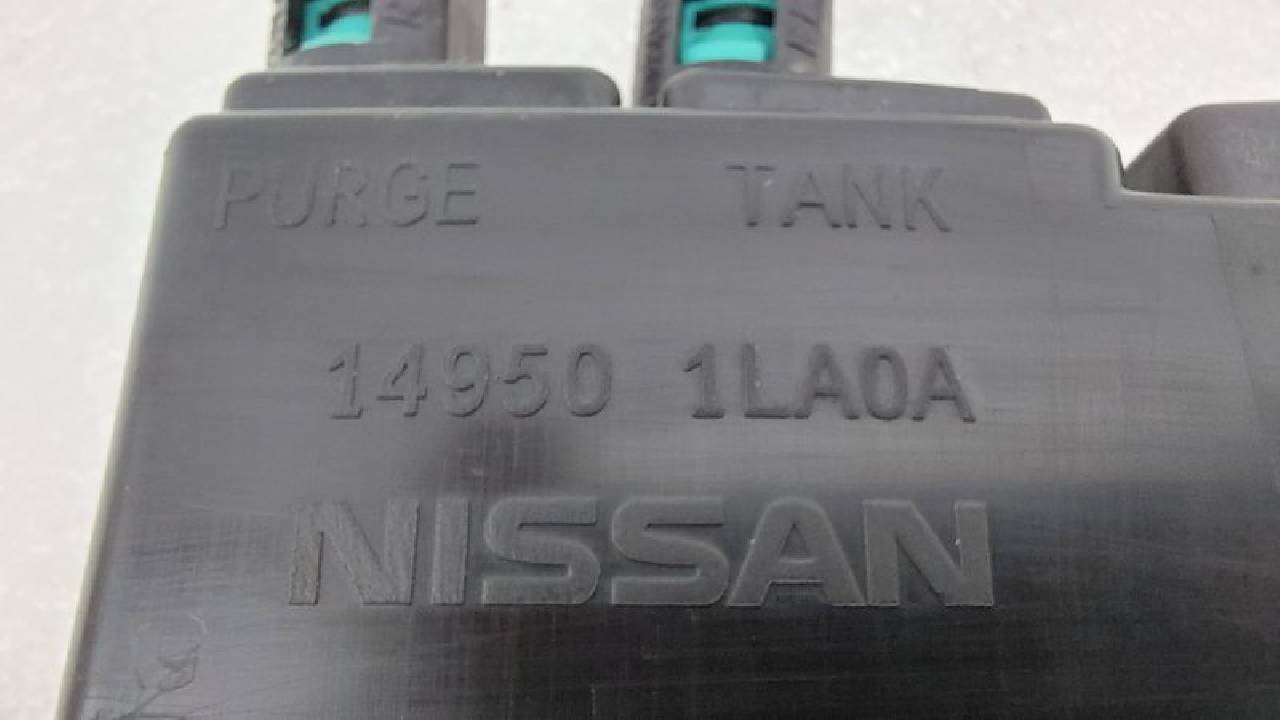 PURGE TANK
14950 1LA0A
NISSAN